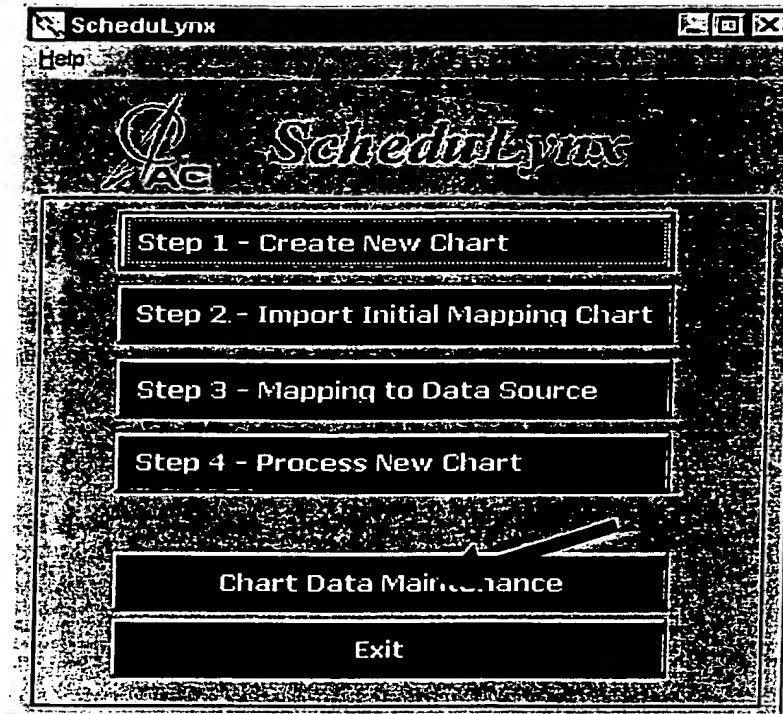 ScheduLynx
Help
AC
ScheduLynx
Step 1 - Create New Chart
Step 2 - Import Initial Mapping Chart
Step 3 - Mapping to Data Source
Step 4 - Process New Chart
Chart Data Maintenance
Exit